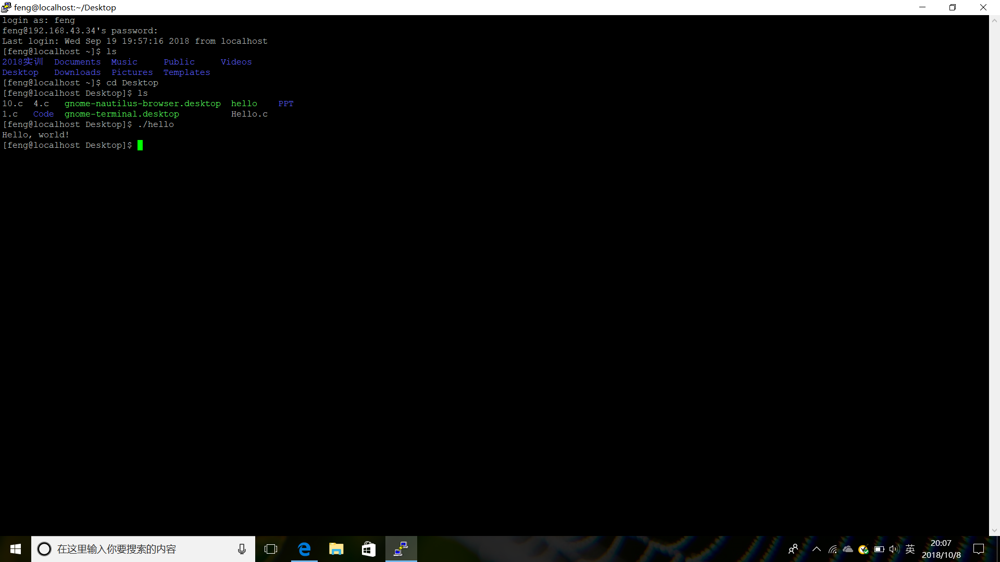 feng@localhost:~/Desktop
login as: feng
feng@192.168.43.34's password:
Last login: Wed Sep 19 19:57:16 2018 from localhost
[feng@localhost ~]$ ls
2018实训  Documents  Music     Public     Videos
Desktop   Downloads  Pictures  Templates
[feng@localhost ~]$ cd Desktop
[feng@localhost Desktop]$ ls
10.c  4.c   gnome-nautilus-browser.desktop  hello    PPT
1.c   Code  gnome-terminal.desktop          Hello.c
[feng@localhost Desktop]$ ./hello
Hello, world!
[feng@localhost Desktop]$
在这里输入你要搜索的内容
英
20:07
2018/10/8